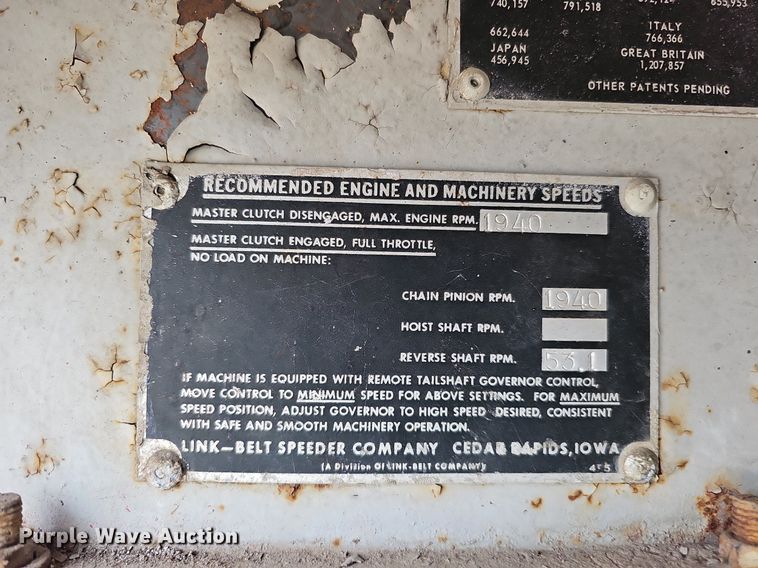 740,157 791,518 655,953
ITALY
662,644 766,366
JAPAN GREAT BRITAIN
456,945 1,207,857
OTHER PATENTS PENDING
RECOMMENDED ENGINE AND MACHINERY SPEEDS
MASTER CLUTCH DISENGAGED, MAX. ENGINE RPM. 1940
MASTER CLUTCH ENGAGED, FULL THROTTLE,
NO LOAD ON MACHINE:
CHAIN PINION RPM. 1940
HOIST SHAFT RPM.
REVERSE SHAFT RPM. 53.1
IF MACHINE IS EQUIPPED WITH REMOTE TAILSHAFT GOVERNOR CONTROL,
MOVE CONTROL TO MINIMUM SPEED FOR ABOVE SETTINGS. FOR MAXIMUM
SPEED POSITION, ADJUST GOVERNOR TO HIGH SPEED DESIRED, CONSISTENT
WITH SAFE AND SMOOTH MACHINERY OPERATION.
LINK-BELT SPEEDER COMPANY CEDAR RAPIDS, IOWA
(A Division Of LINK-BELT COMPANY)
Purple Wave Auction